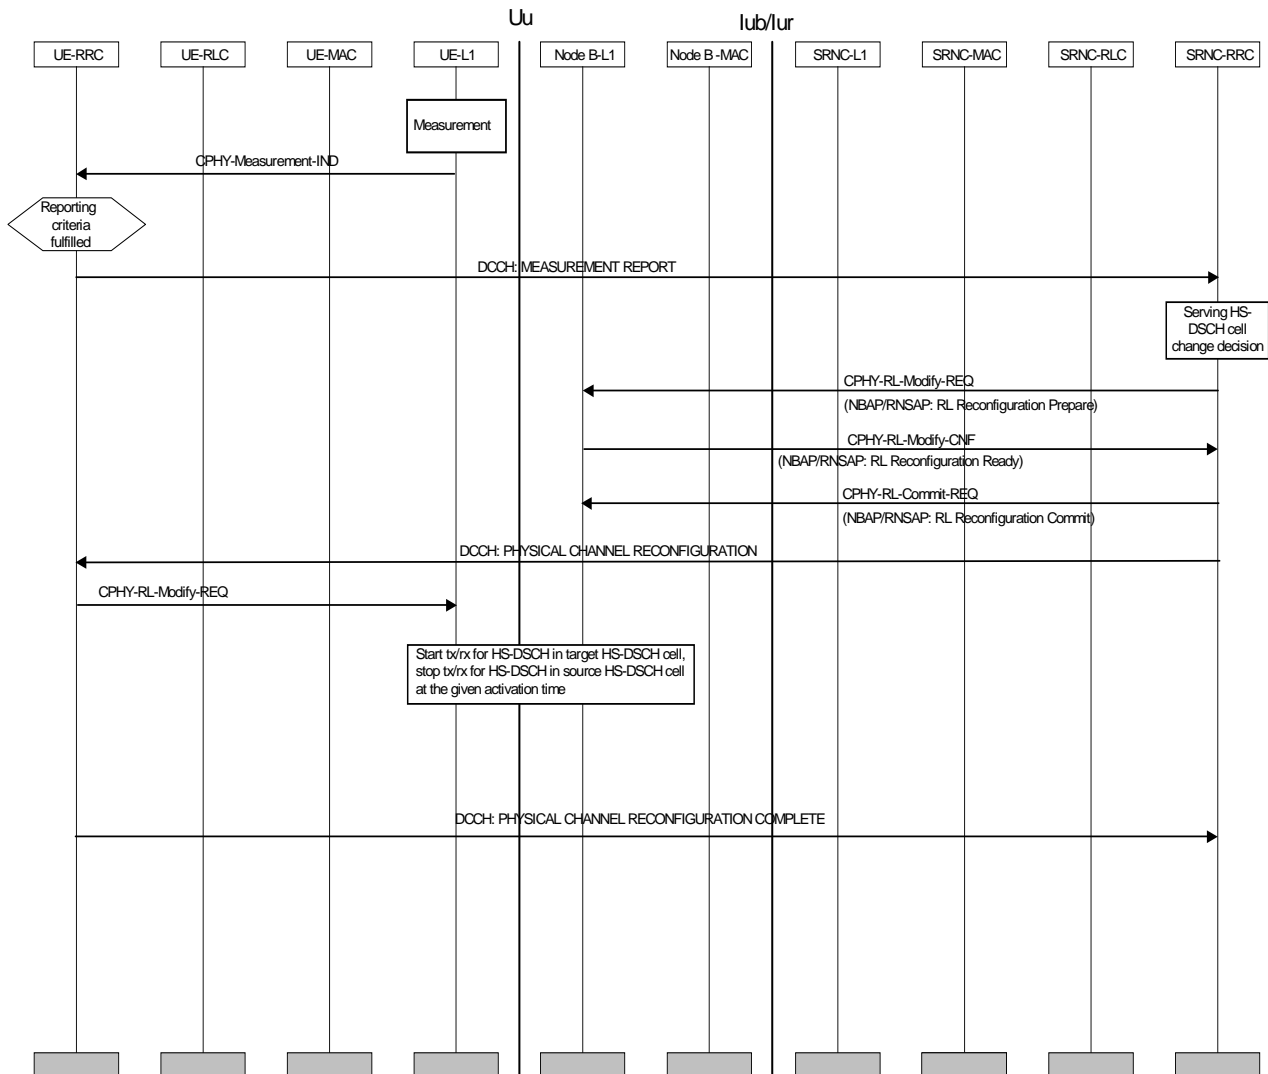 Uu
Iub/Iur
UE-RRC
UE-RLC
UE-MAC
UE-L1
Node B-L1
Node B -MAC
SRNC-L1
SRNC-MAC
SRNC-RLC
SRNC-RRC
Measurement
CPHY-Measurement-IND
Reporting
criteria
fulfilled
DCCH: MEASUREMENT REPORT
Serving HS-
DSCH cell
change decision
CPHY-RL-Modify-REQ
(NBAP/RNSAP: RL Reconfiguration Prepare)
CPHY-RL-Modify-CNF
(NBAP/RNSAP: RL Reconfiguration Ready)
CPHY-RL-Commit-REQ
(NBAP/RNSAP: RL Reconfiguration Commit)
DCCH: PHYSICAL CHANNEL RECONFIGURATION
CPHY-RL-Modify-REQ
Start tx/rx for HS-DSCH in target HS-DSCH cell,
stop tx/rx for HS-DSCH in source HS-DSCH cell
at the given activation time
DCCH: PHYSICAL CHANNEL RECONFIGURATION COMPLETE